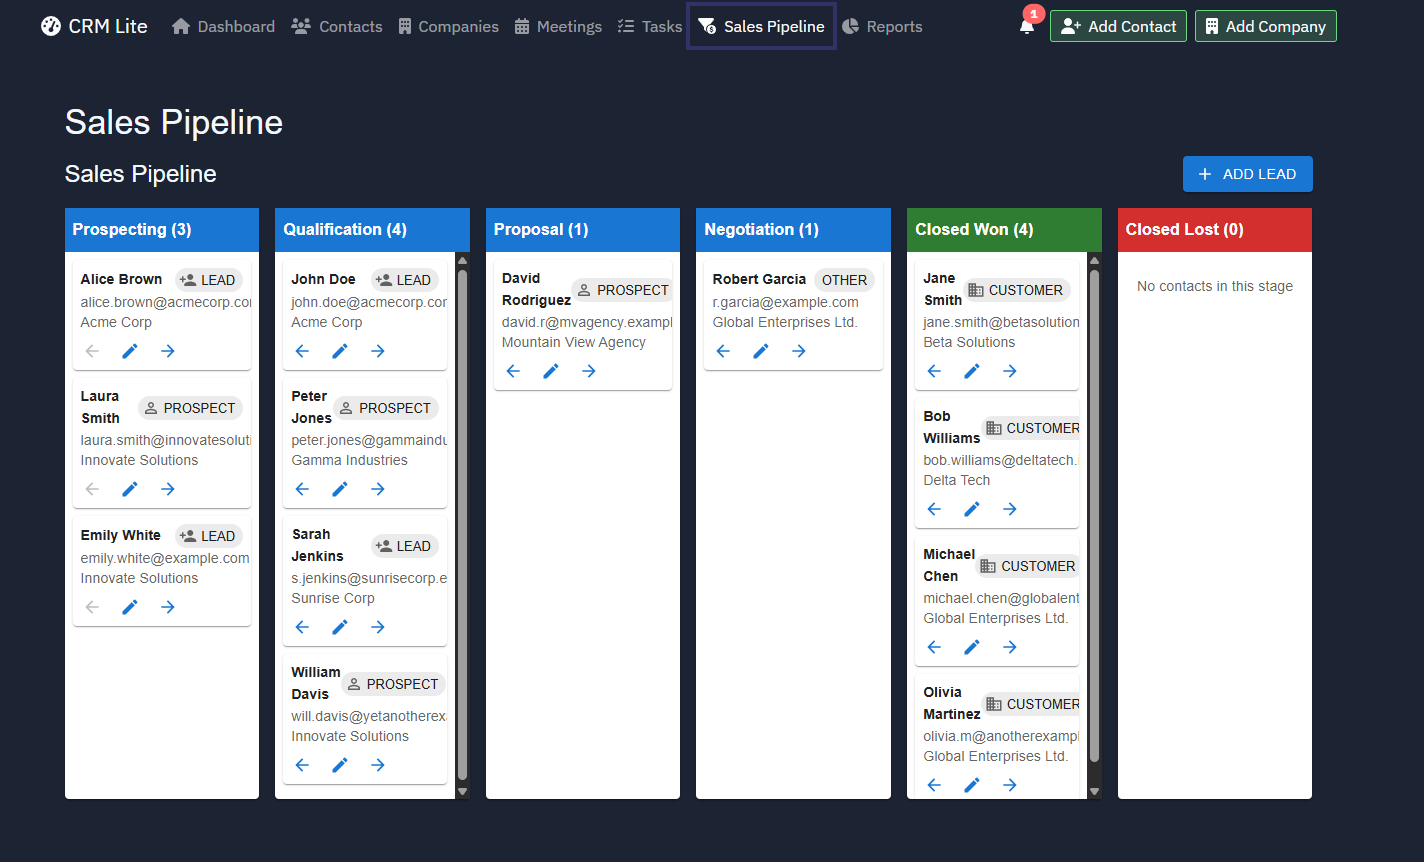 CRM Lite
Dashboard
Contacts
Companies
Meetings
Tasks
Sales Pipeline
Reports
1
Add Contact
Add Company
Sales Pipeline
Sales Pipeline
ADD LEAD
Prospecting (3)
Alice Brown
LEAD
alice.brown@acmecorp.co
Acme Corp
Laura
Smith
PROSPECT
laura.smith@innovatesolut
Innovate Solutions
Emily White
LEAD
emily.white@example.com
Innovate Solutions
Qualification (4)
John Doe
LEAD
john.doe@acmecorp.co
Acme Corp
Peter
Jones
PROSPECT
peter.jones@gammaindu
Gamma Industries
Sarah
Jenkins
LEAD
s.jenkins@sunrisecorp.e
Sunrise Corp
William
Davis
PROSPECT
will.davis@yetanotherex
Innovate Solutions
Proposal (1)
David
Rodriguez
PROSPECT
david.r@mvagency.exampl
Mountain View Agency
Negotiation (1)
Robert Garcia
OTHER
r.garcia@example.com
Global Enterprises Ltd.
Closed Won (4)
Jane
Smith
CUSTOMER
jane.smith@betasolution
Beta Solutions
Bob
Williams
CUSTOMER
bob.williams@deltatech.
Delta Tech
Michael
Chen
CUSTOMER
michael.chen@globalent
Global Enterprises Ltd.
Olivia
Martinez
CUSTOMER
olivia.m@anotherexampl
Global Enterprises Ltd.
Closed Lost (0)
No contacts in this stage